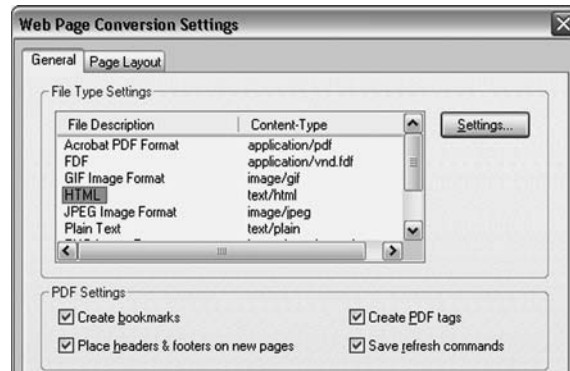 Web Page Conversion Settings
General Page Layout
File Type Settings
File Description Content-Type
Settings...
Acrobat PDF Format application/pdf
FDF application/vnd.fdf
GIF Image Format image/gif
HTML text/html
JPEG Image Format image/jpeg
Plain Text text/plain
PDF Settings
Create bookmarks Create PDF tags
Place headers & footers on new pages Save refresh commands